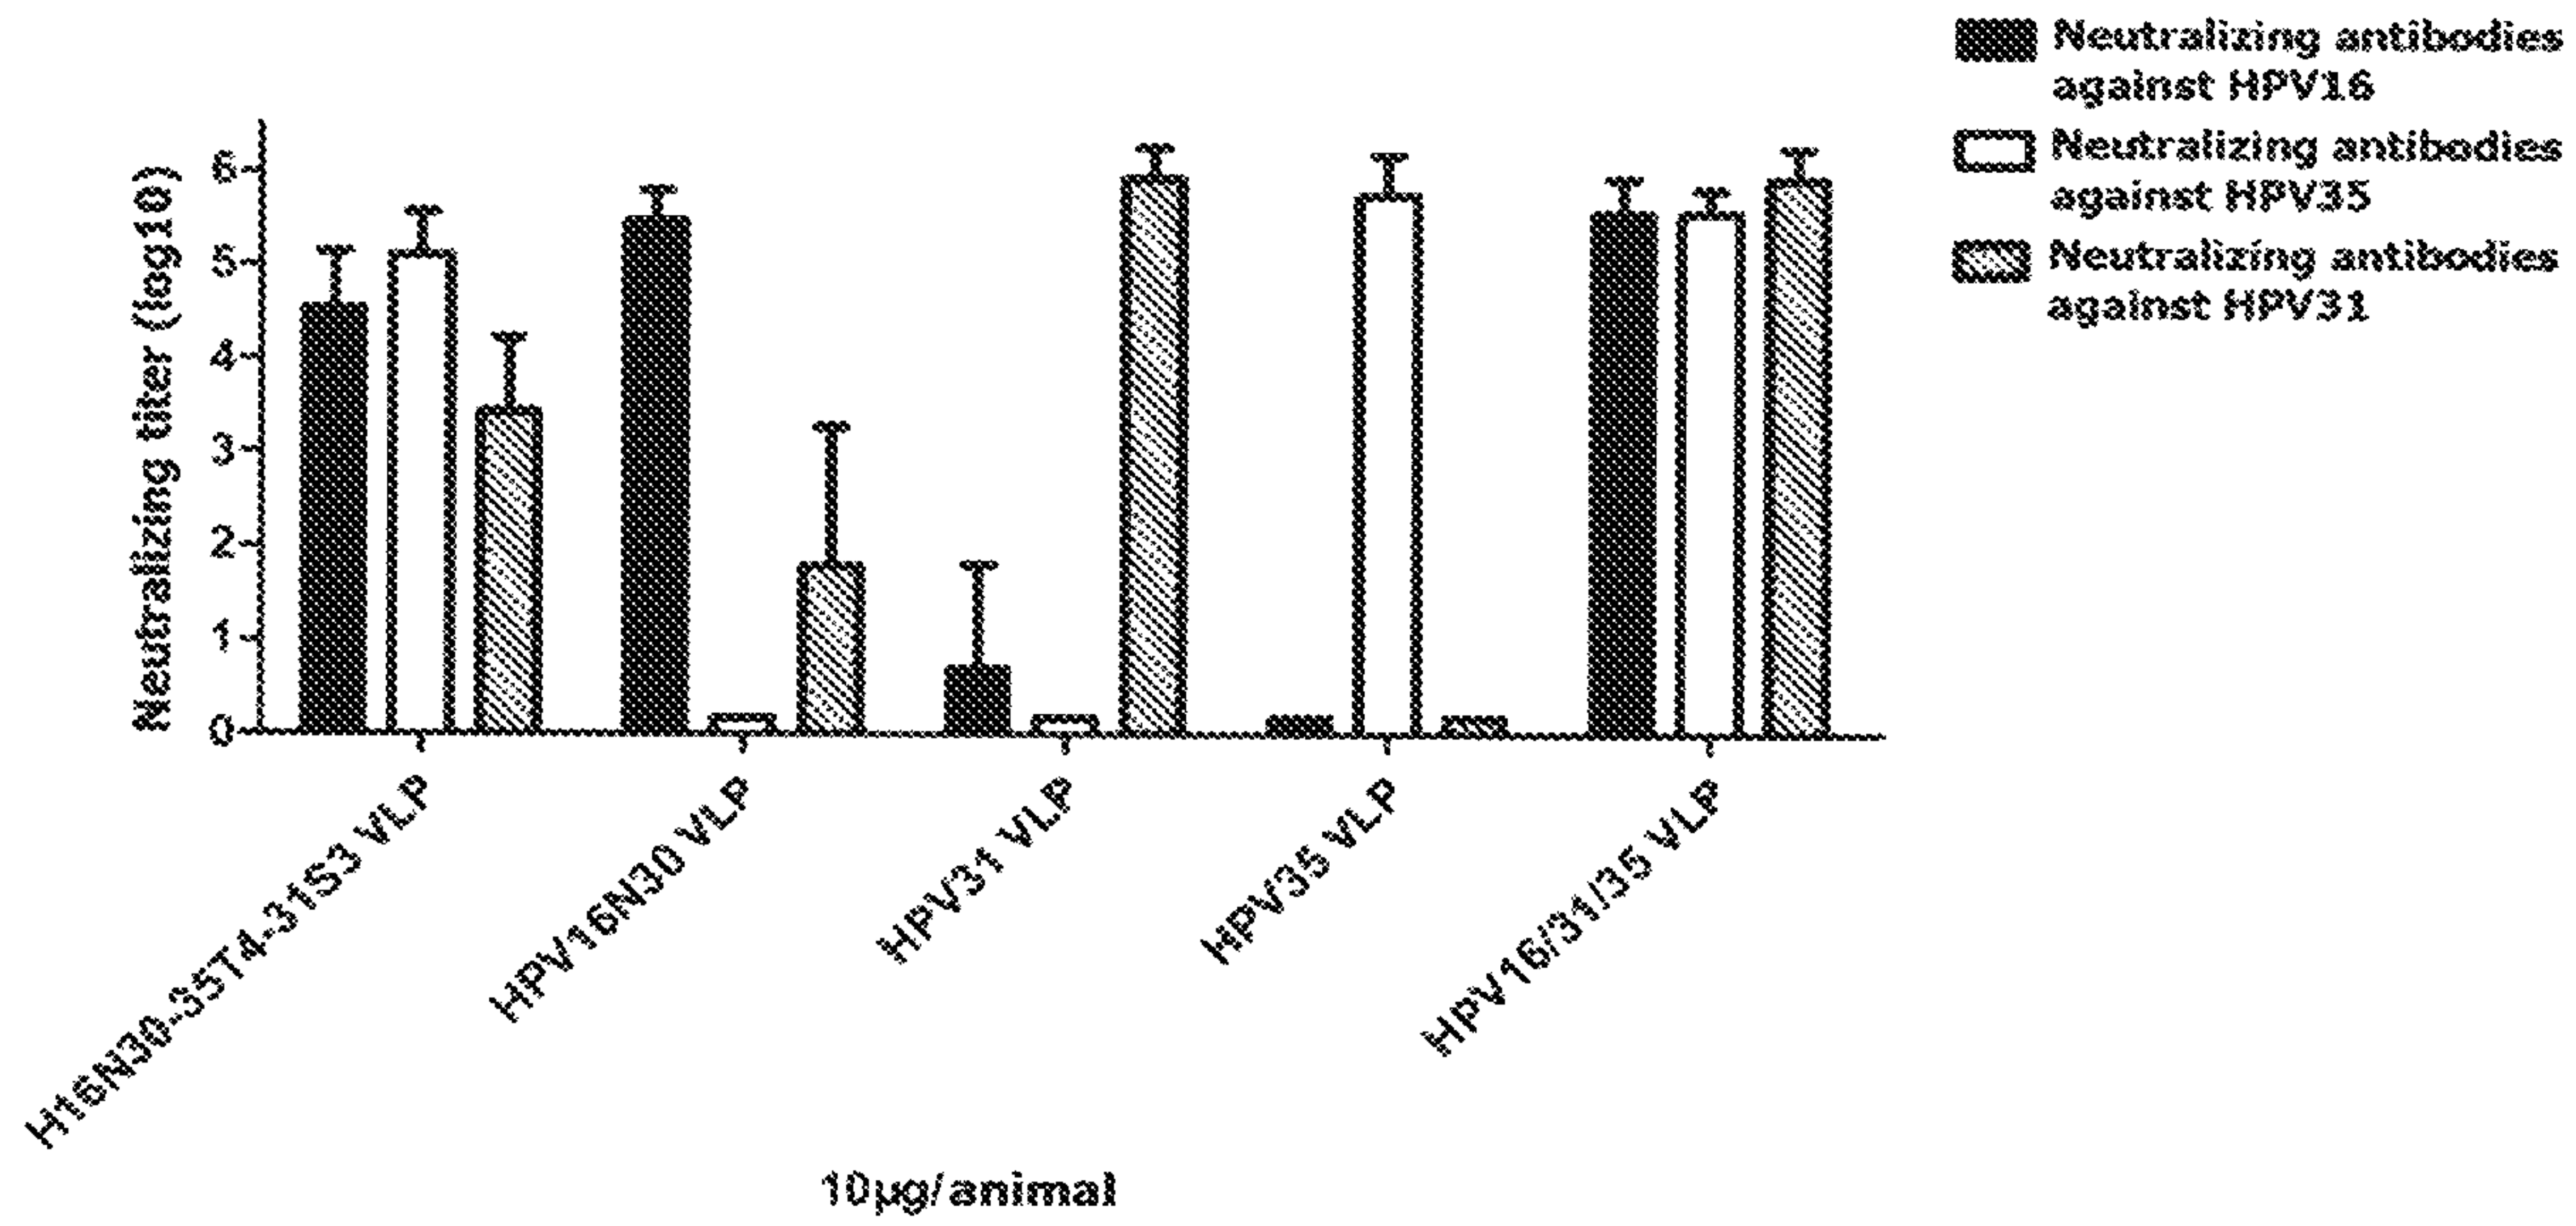 Neutralizing antibodies
against HPV16
Neutralizing antibodies
against HPV35
Neutralizing antibodies
against HPV31
Neutralizing titer (log10)
6
5
4
3
2
1
0
H16N30-35T4-31S3 VLP
HPV16N30 VLP
HPV31 VLP
HPV35 VLP
HPV16/31/35 VLP
10μg/animal